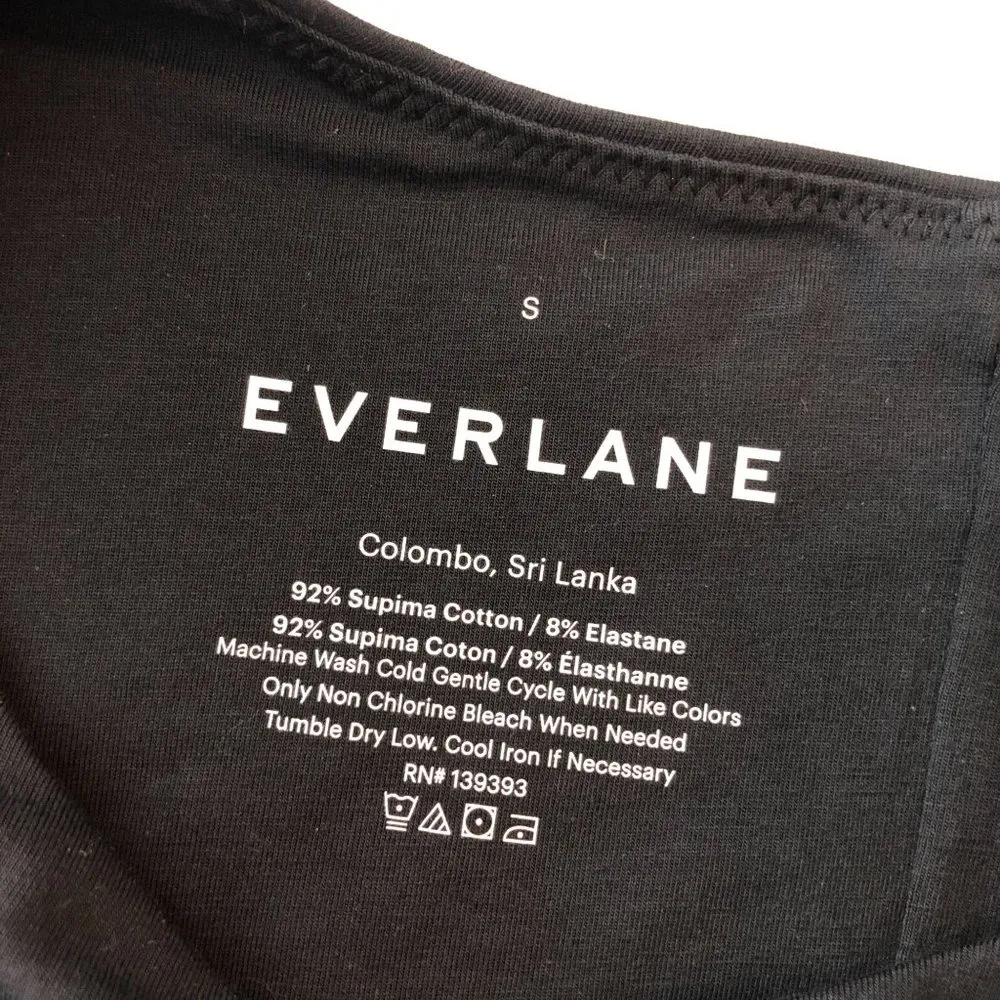 S
EVERLANE
Colombo, Sri Lanka
92% Supima Cotton / 8% Elastane
92% Supima Coton / 8% Élasthanne
Machine Wash Cold Gentle Cycle With Like Colors
Only Non Chlorine Bleach When Needed
Tumble Dry Low. Cool Iron If Necessary
RN# 139393